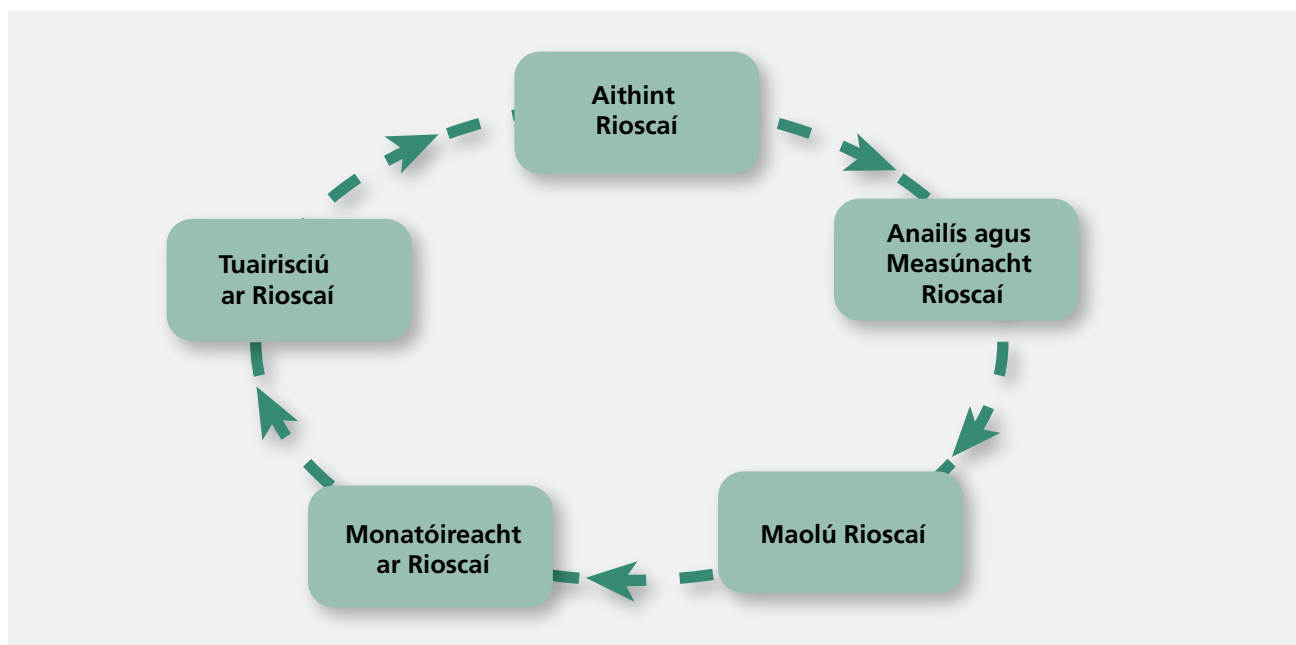 Aithint
Rioscaí
Anailís agus
Measúnacht
Rioscaí
Maolú Rioscaí
Monatóireacht
ar Rioscaí
Tuairisciú
ar Rioscaí